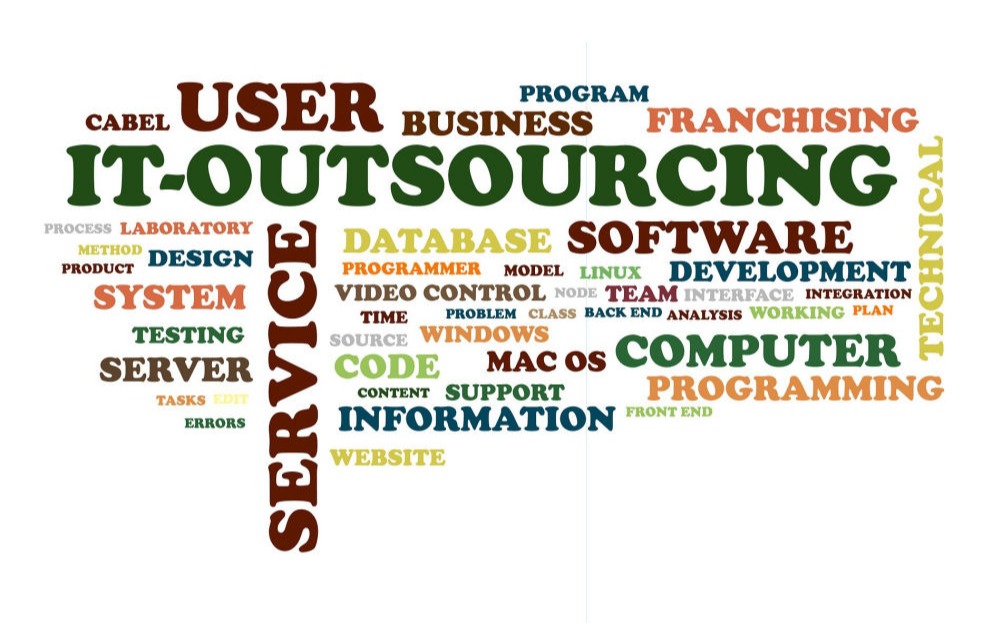 PROGRAM
USER
CABEL
BUSINESS
FRANCHISING
IT-OUTSOURCING
TECHNICAL
PROCESS LABORATORY
METHOD
DESIGN
PRODUCT
SYSTEM
TESTING
SERVER
TASKS EDIT
ERRORS
SERVICE
DATABASE SOFTWARE
PROGRAMMER MODEL LINUX DEVELOPMENT
VIDEO CONTROL NODE TEAM INTERFACE INTEGRATION
TIME PROBLEM CLASS BACK END ANALYSIS WORKING PLAN
SOURCE WINDOWS
CODE MAC OS COMPUTER
CONTENT SUPPORT PROGRAMMING
INFORMATION FRONT END
WEBSITE